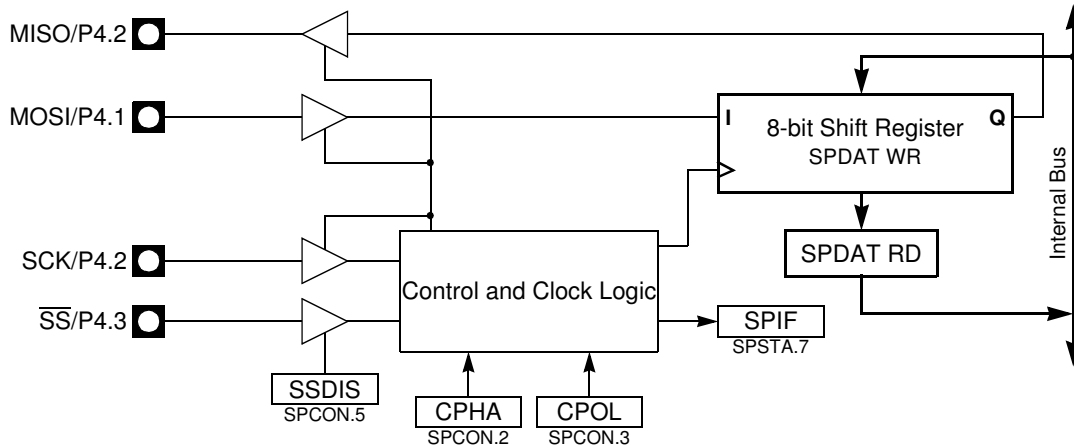 MISO/P4.2
MOSI/P4.1
I
8-bit Shift Register
Q
SPDAT WR
Internal Bus
SCK/P4.2
SPDAT RD
Control and Clock Logic
S̅S̅/P4.3
SPIF
SPSTA.7
SSDIS
SPCON.5
CPHA
SPCON.2
CPOL
SPCON.3